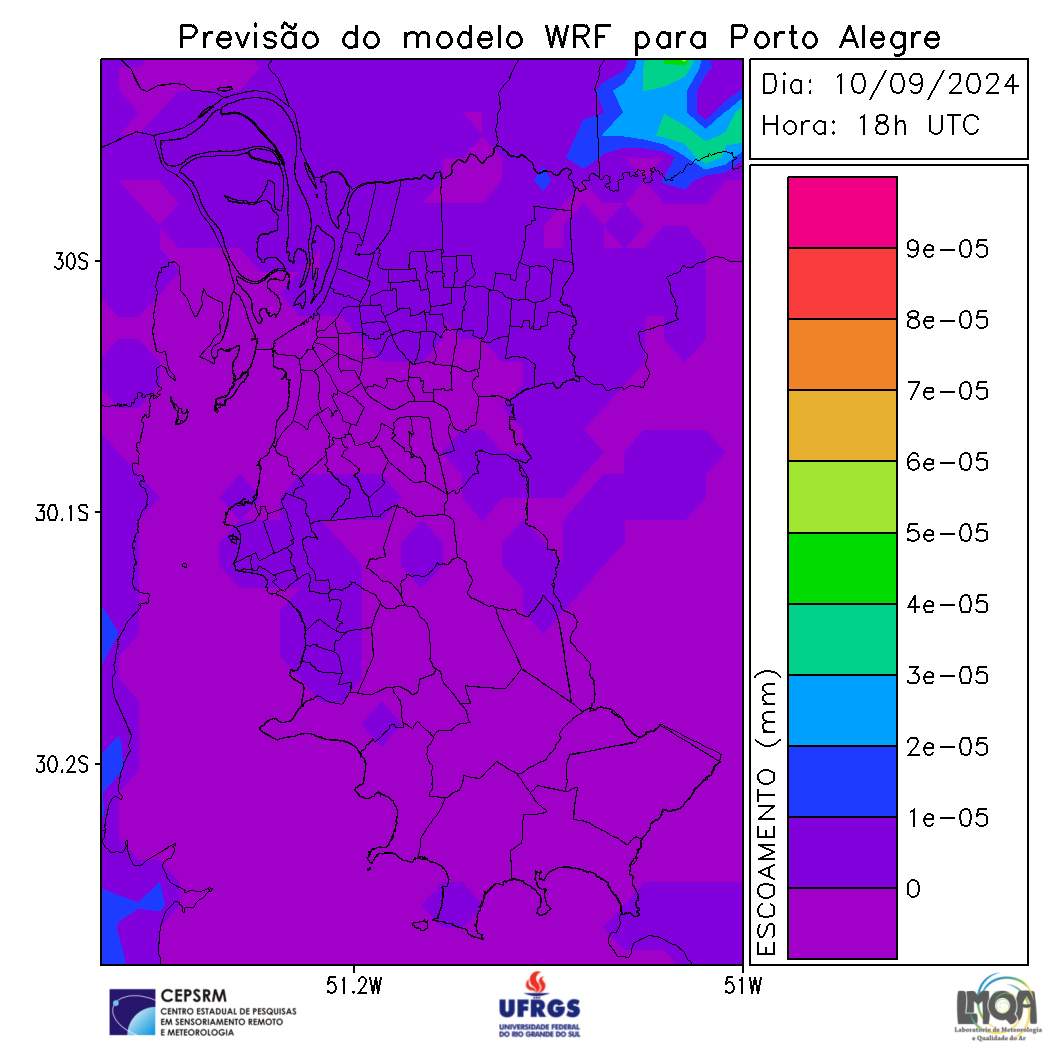 Previsão do modelo WRF para Porto Alegre
Dia: 10/09/2024
Hora: 18h UTC
9e-05
8e-05
7e-05
6e-05
5e-05
4e-05
3e-05
2e-05
1e-05
0
ESCOAMENTO (mm)
30S
30.1S
30.2S
51.2W
51W
CEPSRM
CENTRO ESTADUAL DE PESQUISAS
EM SENSORIAMENTO REMOTO
E METEOROLOGIA
UFRGS
UNIVERSIDADE FEDERAL
DO RIO GRANDE DO SUL
LMQA
Laboratório de Meteorologia
e Qualidade do Ar